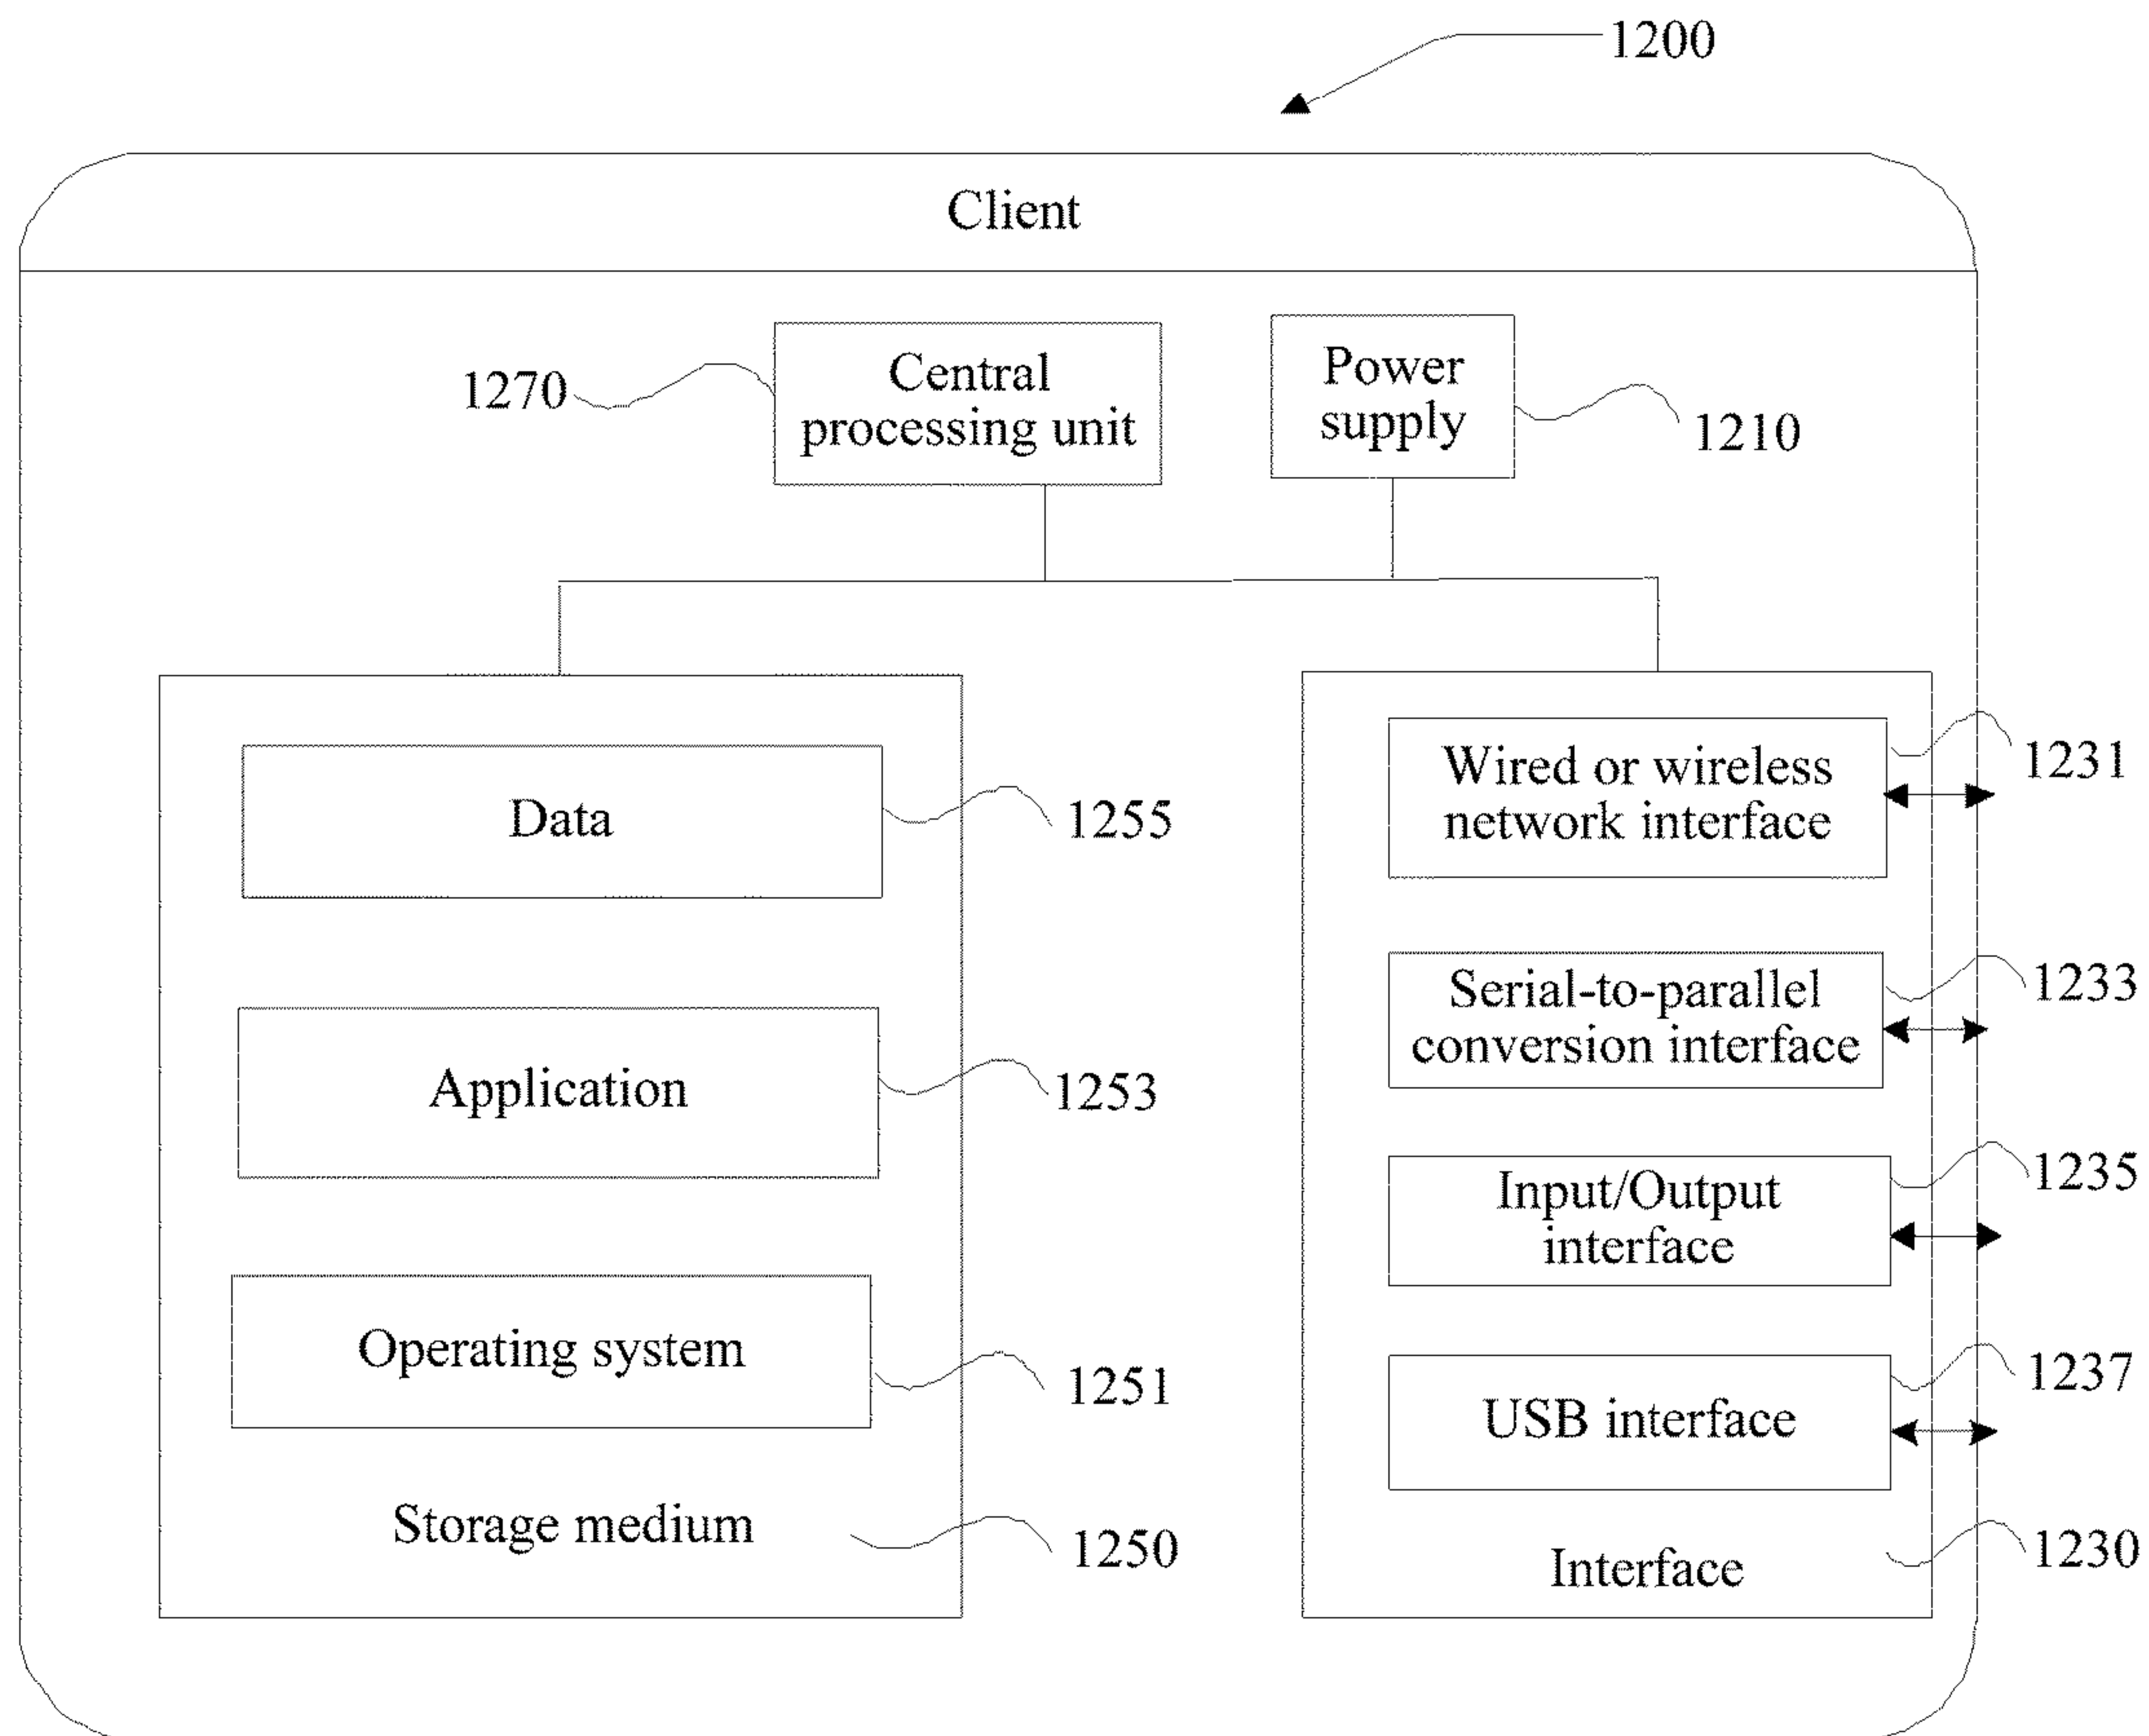 1200
Client
1270
Central
processing unit
Power
supply
1210
Data
1255
Application
1253
Operating system
1251
Storage medium
1250
Wired or wireless
network interface
1231
Serial-to-parallel
conversion interface
1233
Input/Output
interface
1235
USB interface
1237
Interface
1230